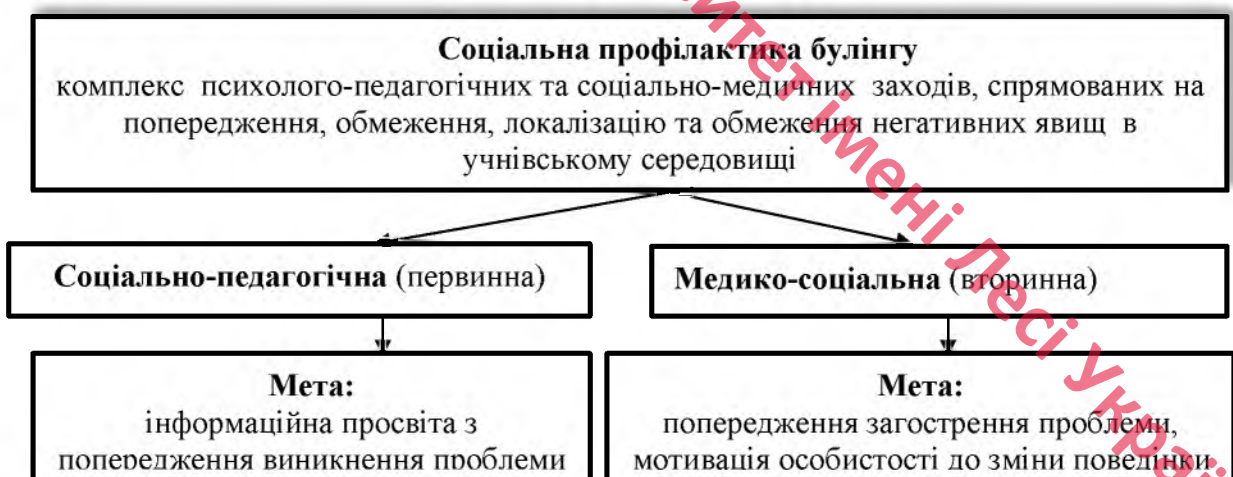 Соціальна профілактика булінгу
комплекс психолого-педагогічних та соціально-медичних заходів, спрямованих на
попередження, обмеження, локалізацію та обмеження негативних явищ в
учнівському середовищі
Соціально-педагогічна (первинна)
Медико-соціальна (вторинна)
Мета:
інформаційна просвіта з
попередження виникнення проблеми
Мета:
попередження загострення проблеми,
мотивація особистості до зміни поведінки
імені Лесі